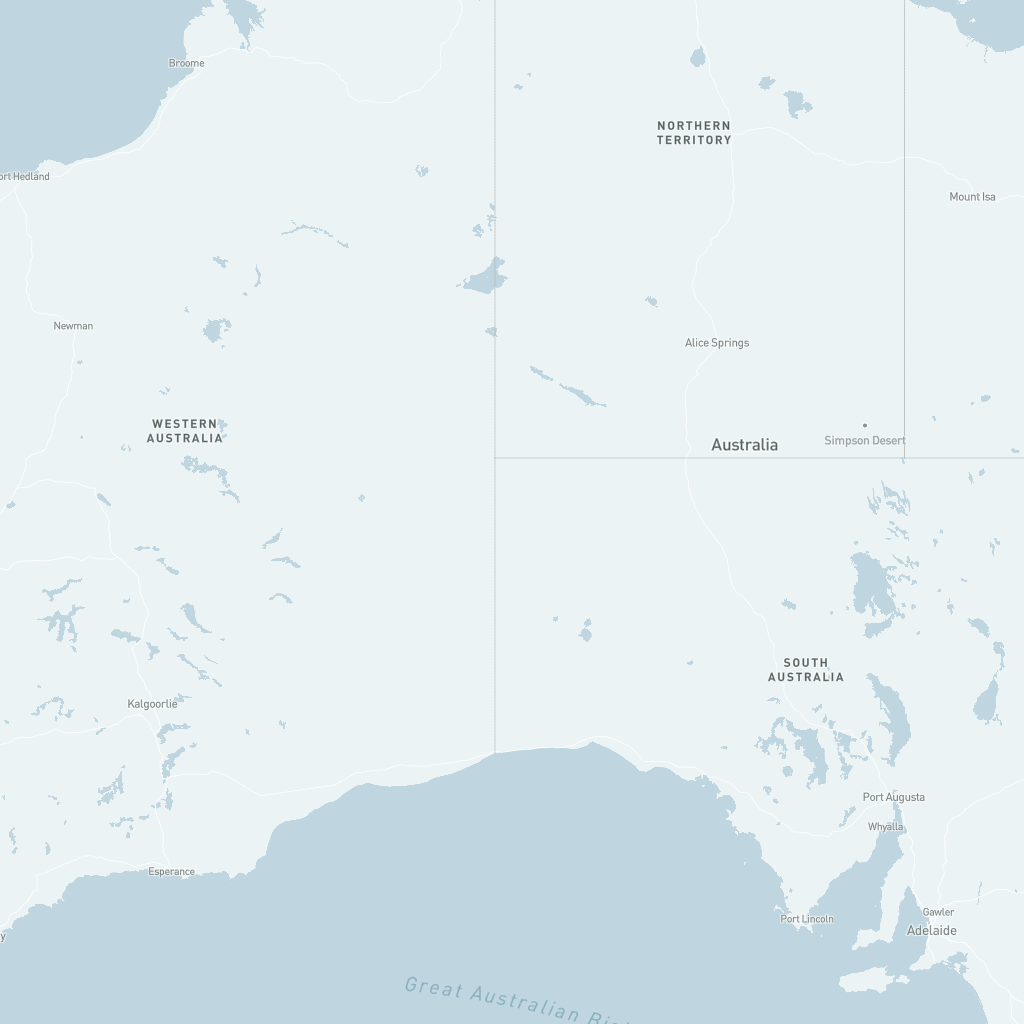 Broome
NORTHERN
TERRITORY
ort Hedland
Mount Isa
Newman
Alice Springs
WESTERN
AUSTRALIA
Australia
Simpson Desert
SOUTH
AUSTRALIA
Kalgoorlie
Port Augusta
Whyalla
Esperance
Gawler
Port Lincoln
Adelaide
y
Great Australian Bi